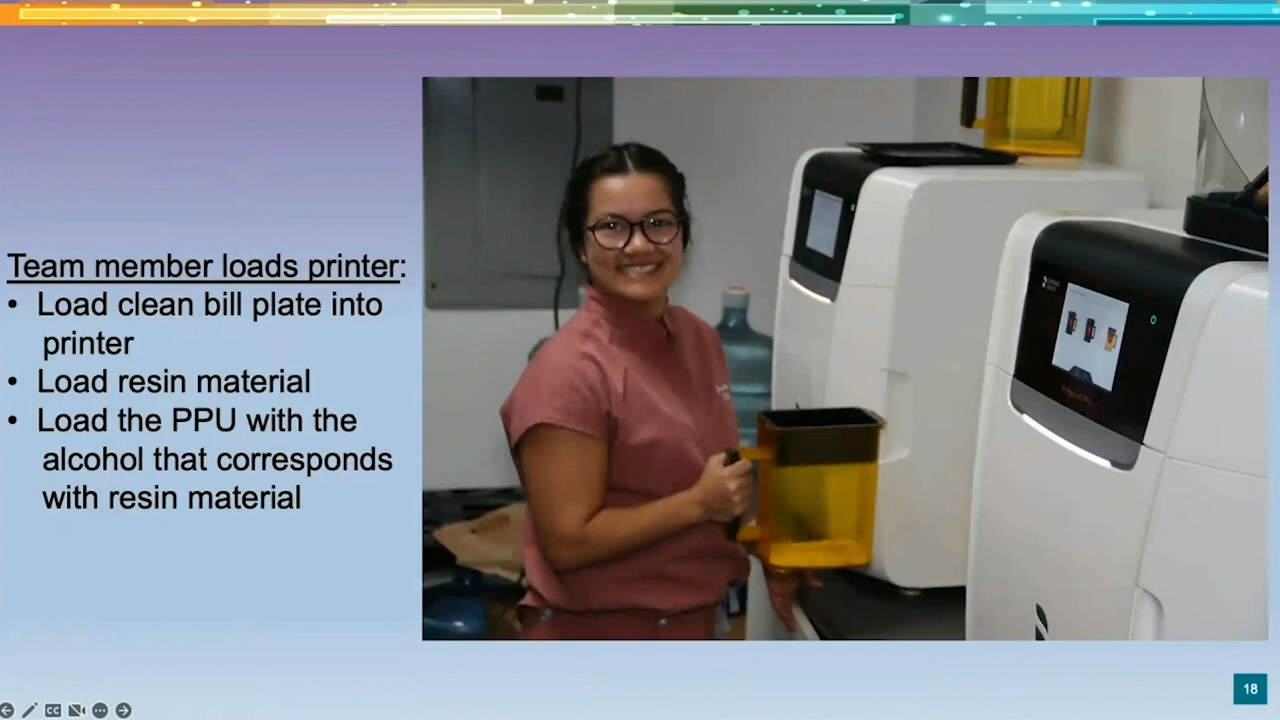 Team member loads printer:
• Load clean bill plate into
printer
• Load resin material
• Load the PPU with the
alcohol that corresponds
with resin material
18
CC